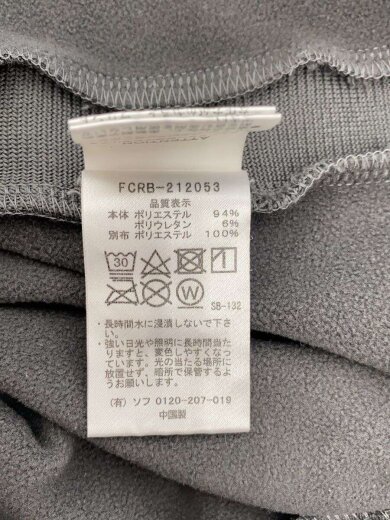 ATTENTION
FCRB-212053
品質表示
本体 ポリエステル 94%
ポリウレタン 6%
別布 ポリエステル 100%
30
W
SB-132
・長時間水に浸漬しないで下さ
い。
・強い日光や照明に長時間当た
りますと、変色しやすくなっ
ています。光の当たる場所に
放置せず、暗所で保管するよ
うお願いします。
(有) ソフ 0120-207-019
中国製